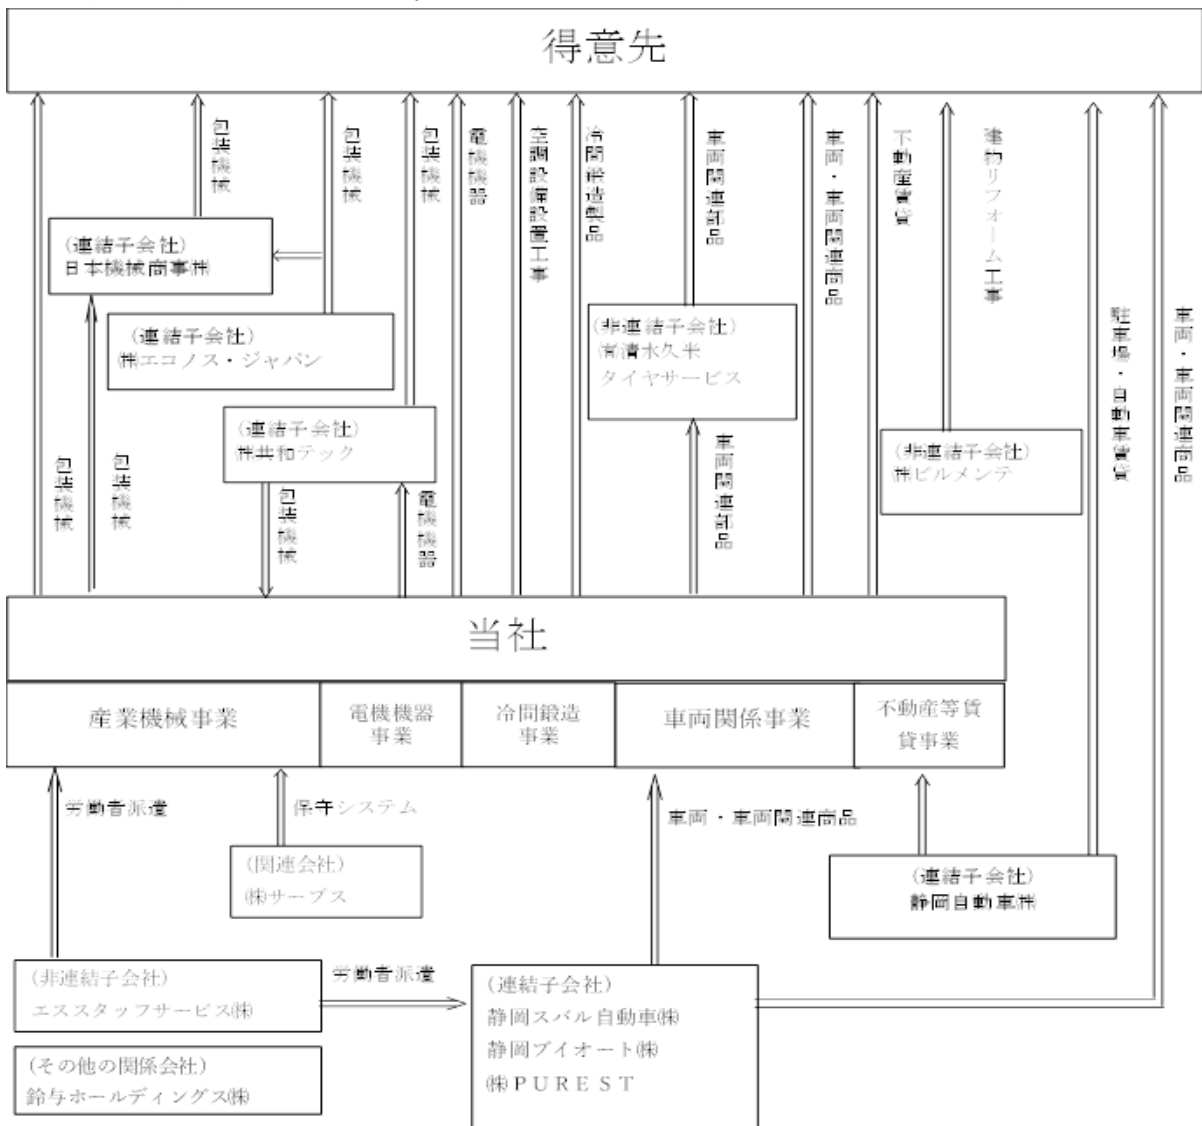 得意先
包装機械
包装機械
包装機械
電機機器
空調設備設置工事
冷間鍛造製品
車両関連部品
車両・車両関連商品
不動産賃貸
建物リフォーム工事
駐車場・自動車賃貸
車両・車両関連商品
(連結子会社)
日本機械商事㈱
(連結子会社)
㈱エコノス・ジャパン
(連結子会社)
㈱共和テック
(非連結子会社)
㈲清水久米
タイヤサービス
(非連結子会社)
㈱ビルメンテ
包装機械
包装機械
包装機械
電機機器
車両関連部品
当社
産業機械事業
電機機器
事業
冷間鍛造
事業
車両関係事業
不動産等賃
貸事業
労働者派遣
保守システム
車両・車両関連商品
(関連会社)
㈱サーブス
(連結子会社)
静岡自動車㈱
(非連結子会社)
エススタッフサービス㈱
労働者派遣
(連結子会社)
静岡スバル自動車㈱
静岡ブイオート㈱
㈱ＰＵＲＥＳＴ
(その他の関係会社)
鈴与ホールディングス㈱